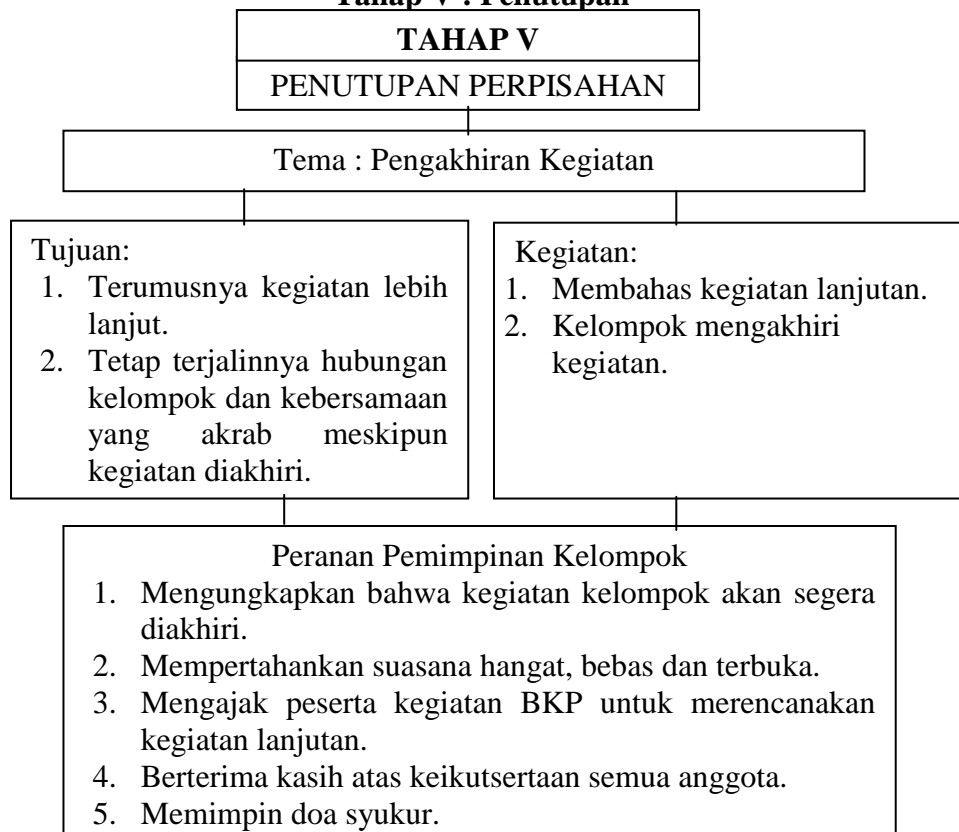 Tahap V : Penutupan
TAHAP V
PENUTUPAN PERPISAHAN
Tema : Pengakhiran Kegiatan
Tujuan:
1. Terumusnya kegiatan lebih
lanjut.
2. Tetap terjalinnya hubungan
kelompok dan kebersamaan
yang akrab meskipun
kegiatan diakhiri.
Kegiatan:
1. Membahas kegiatan lanjutan.
2. Kelompok mengakhiri
kegiatan.
Peranan Pemimpinan Kelompok
1. Mengungkapkan bahwa kegiatan kelompok akan segera
diakhiri.
2. Mempertahankan suasana hangat, bebas dan terbuka.
3. Mengajak peserta kegiatan BKP untuk merencanakan
kegiatan lanjutan.
4. Berterima kasih atas keikutsertaan semua anggota.
5. Memimpin doa syukur.